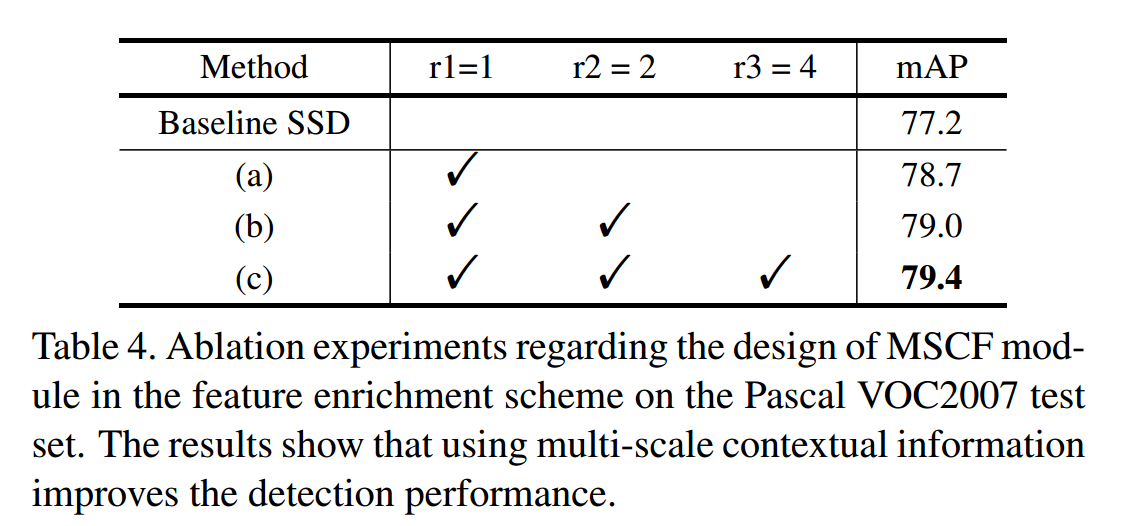 Method r1=1 r2 = 2 r3 = 4 mAP
Baseline SSD 77.2
(a) ✓ 78.7
(b) ✓ ✓ 79.0
(c) ✓ ✓ ✓ 79.4
Table 4. Ablation experiments regarding the design of MSCF mod-
ule in the feature enrichment scheme on the Pascal VOC2007 test
set. The results show that using multi-scale contextual information
improves the detection performance.